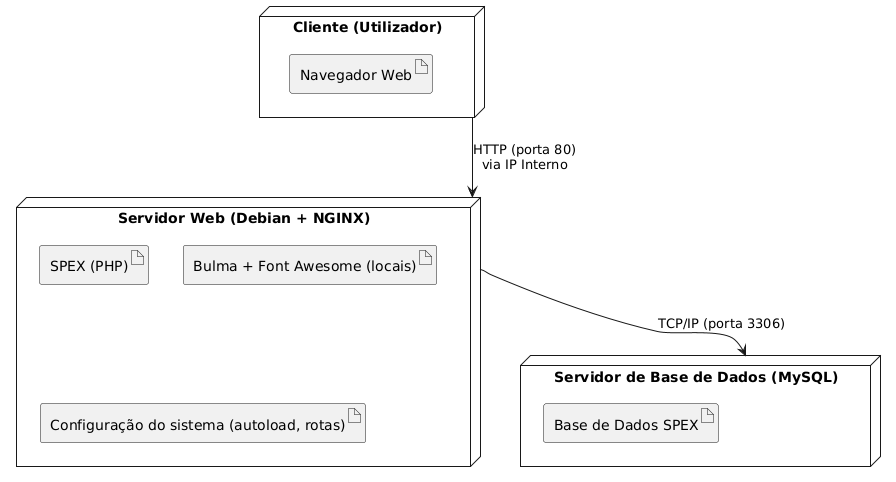 Cliente (Utilizador)
Navegador Web
HTTP (porta 80)
via IP Interno
Servidor Web (Debian + NGINX)
SPEX (PHP)
Bulma + Font Awesome (locais)
TCP/IP (porta 3306)
Servidor de Base de Dados (MySQL)
Configuração do sistema (autoload, rotas)
Base de Dados SPEX